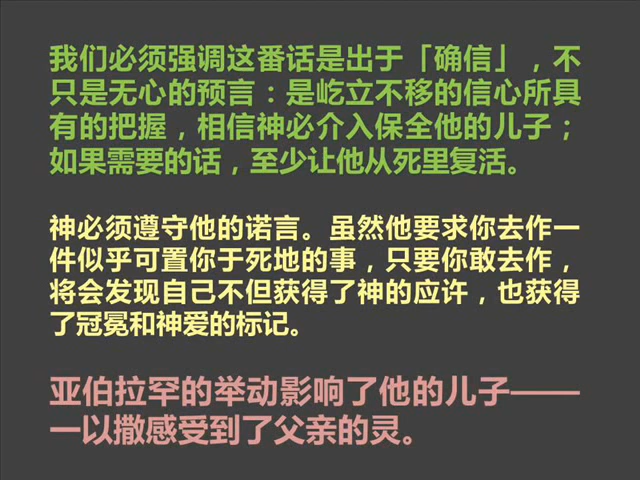 我们必须强调这番话是出于「确信」，不
只是无心的预言：是屹立不移的信心所具
有的把握，相信神必介入保全他的儿子；
如果需要的话，至少让他从死里复活。
神必须遵守他的诺言。虽然他要求你去作一
件似乎可置你于死地的事，只要你敢去作，
将会发现自己不但获得了神的应许，也获得
了冠冕和神爱的标记。
亚伯拉罕的举动影响了他的儿子——
一以撒感受到了父亲的灵。